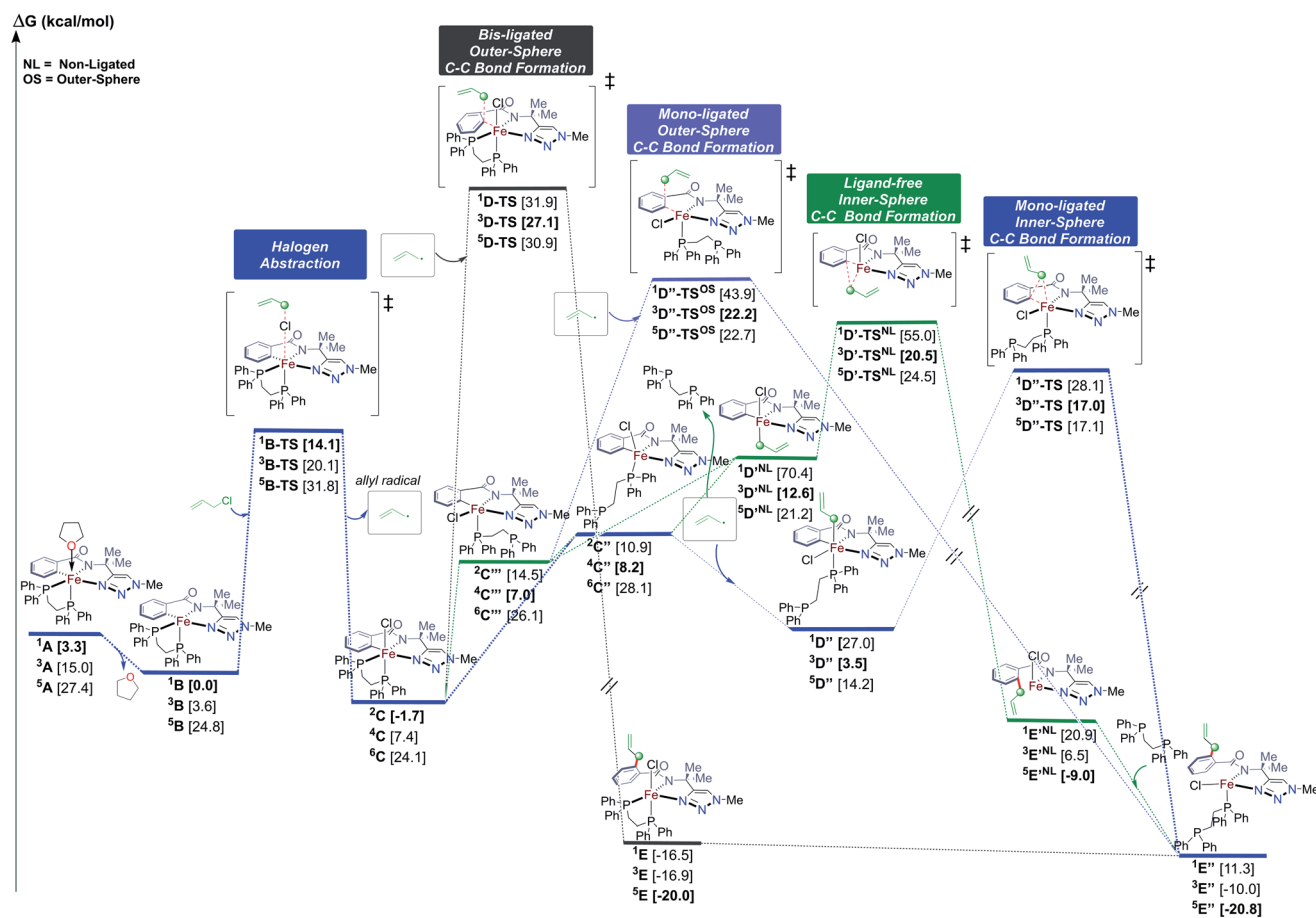 ΔG (kcal/mol)
NL = Non-Ligated
OS = Outer-Sphere
Halogen
Abstraction
Bis-ligated
Outer-Sphere
C-C Bond Formation
Mono-ligated
Outer-Sphere
C-C Bond Formation
Ligand-free
Inner-Sphere
C-C Bond Formation
Mono-ligated
Inner-Sphere
C-C Bond Formation
¹A [3.3]
³A [15.0]
⁵A [27.4]
¹B [0.0]
³B [3.6]
⁵B [24.8]
¹B-TS [14.1]
³B-TS [20.1]
⁵B-TS [31.8]
allyl radical
²C [-1.7]
⁴C [7.4]
⁶C [24.1]
¹D-TS [31.9]
³D-TS [27.1]
⁵D-TS [30.9]
²C''' [14.5]
⁴C''' [7.0]
⁶C''' [26.1]
²C'' [10.9]
⁴C'' [8.2]
⁶C'' [28.1]
¹D''-TSᴼˢ [43.9]
³D''-TSᴼˢ [22.2]
⁵D''-TSᴼˢ [22.7]
¹D'ᴺᴸ [70.4]
³D'ᴺᴸ [12.6]
⁵D'ᴺᴸ [21.2]
¹D'-TSᴺᴸ [55.0]
³D'-TSᴺᴸ [20.5]
⁵D'-TSᴺᴸ [24.5]
¹D'' [27.0]
³D'' [3.5]
⁵D'' [14.2]
¹D''-TS [28.1]
³D''-TS [17.0]
⁵D''-TS [17.1]
¹E [-16.5]
³E [-16.9]
⁵E [-20.0]
¹E'ᴺᴸ [20.9]
³E'ᴺᴸ [6.5]
⁵E'ᴺᴸ [-9.0]
¹E'' [11.3]
³E'' [-10.0]
⁵E'' [-20.8]